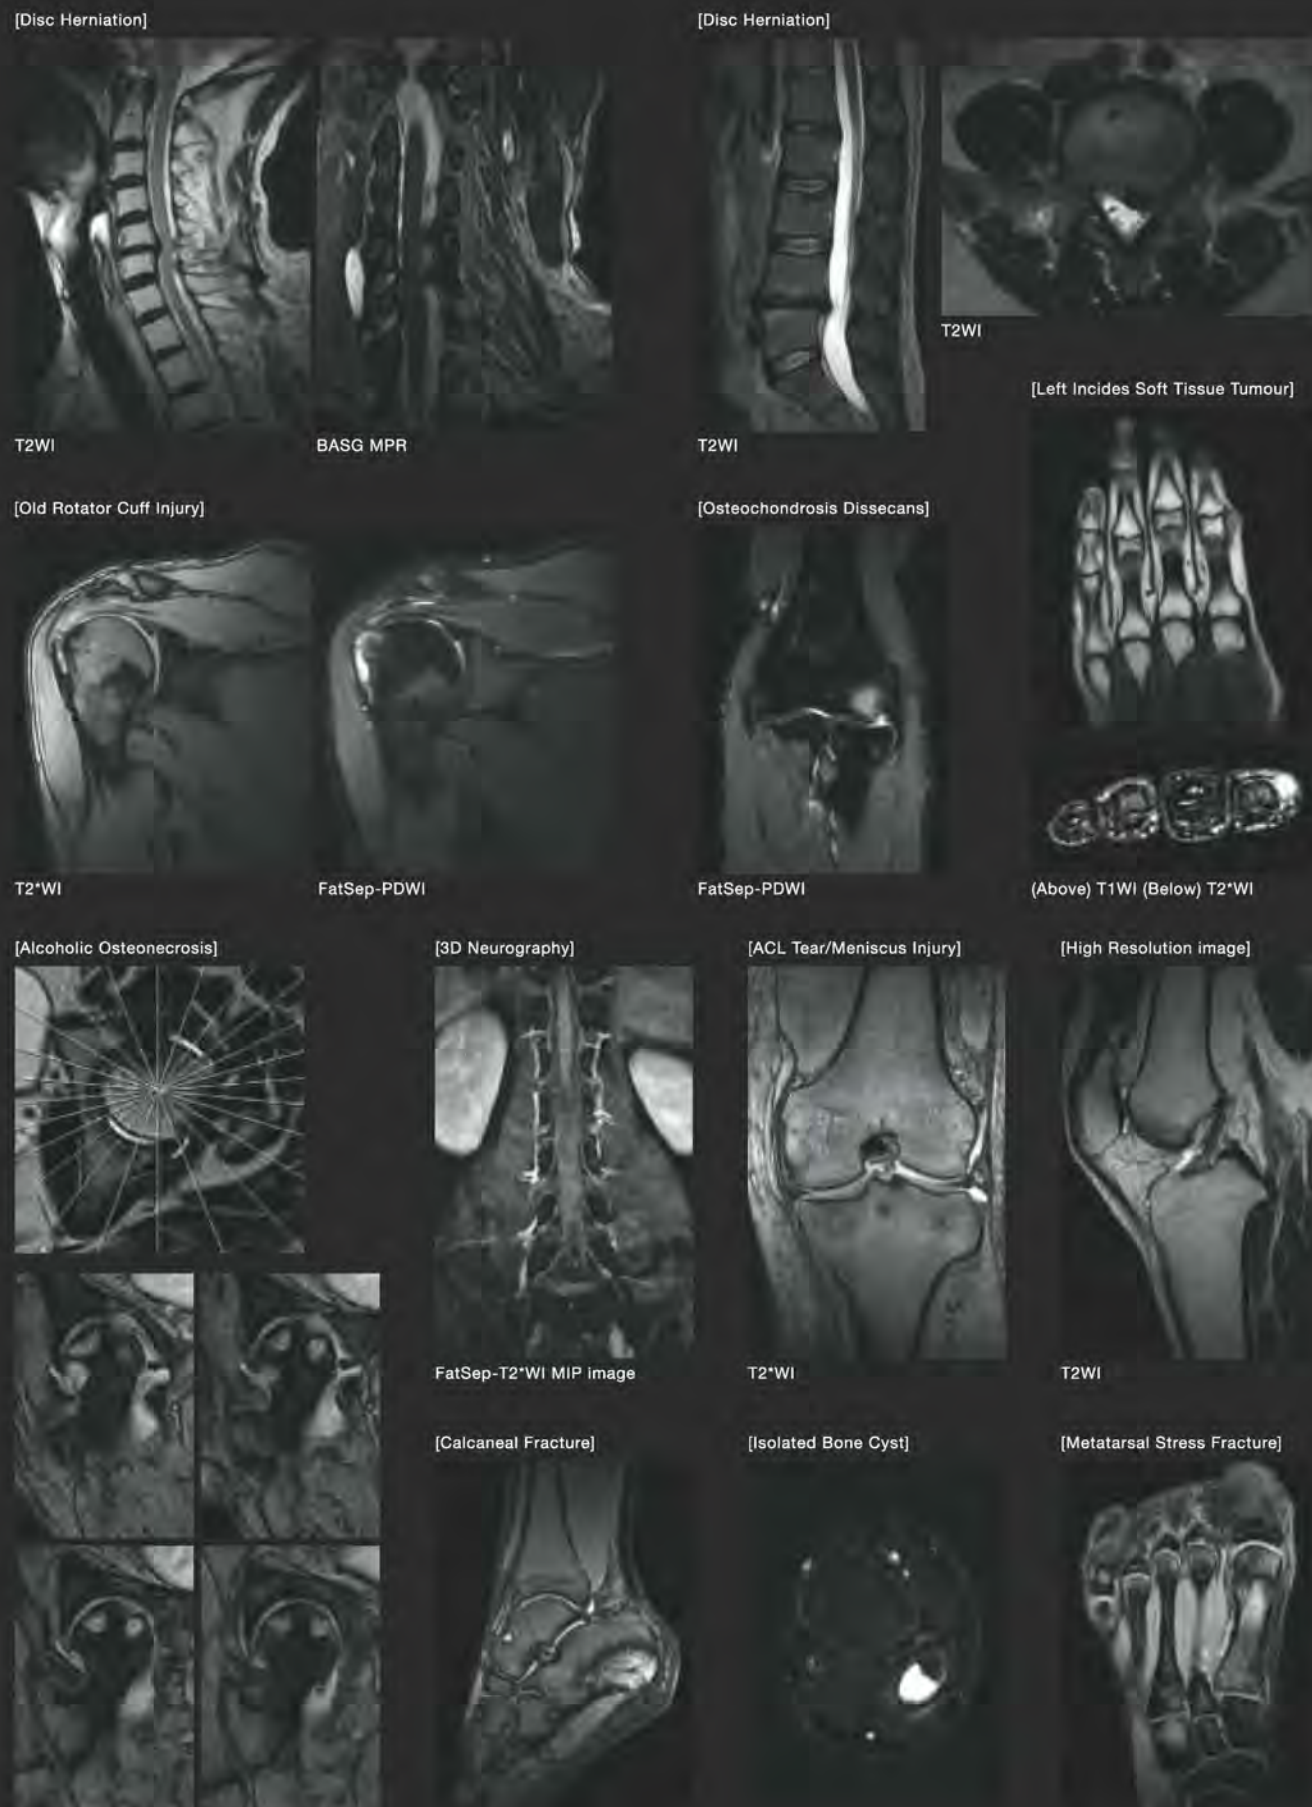 [Disc Herniation]
[Disc Herniation]
T2WI
[Left Incides Soft Tissue Tumour]
T2WI
BASG MPR
T2WI
[Old Rotator Cuff Injury]
[Osteochondrosis Dissecans]
T2*WI
FatSep-PDWI
FatSep-PDWI
(Above) T1WI (Below) T2*WI
[Alcoholic Osteonecrosis]
[3D Neurography]
[ACL Tear/Meniscus Injury]
[High Resolution image]
FatSep-T2*WI MIP image
T2*WI
T2WI
[Calcaneal Fracture]
[Isolated Bone Cyst]
[Metatarsal Stress Fracture]